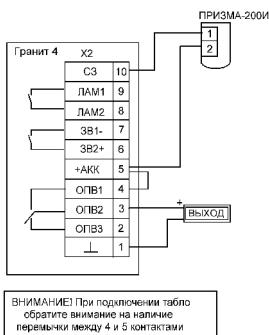 ПРИЗМА-200И
1
2
Гранит 4
X2
СЗ 10
ЛАМ1 9
ЛАМ2 8
ЗВ1- 7
ЗВ2+ 6
+АКК 5
ОПВ1 4
ОПВ2 3
ОПВ3 2
⊥ 1
+
ВЫХОД
ВНИМАНИЕ! При подключении табло
обратите внимание на наличие
перемычки между 4 и 5 контактами